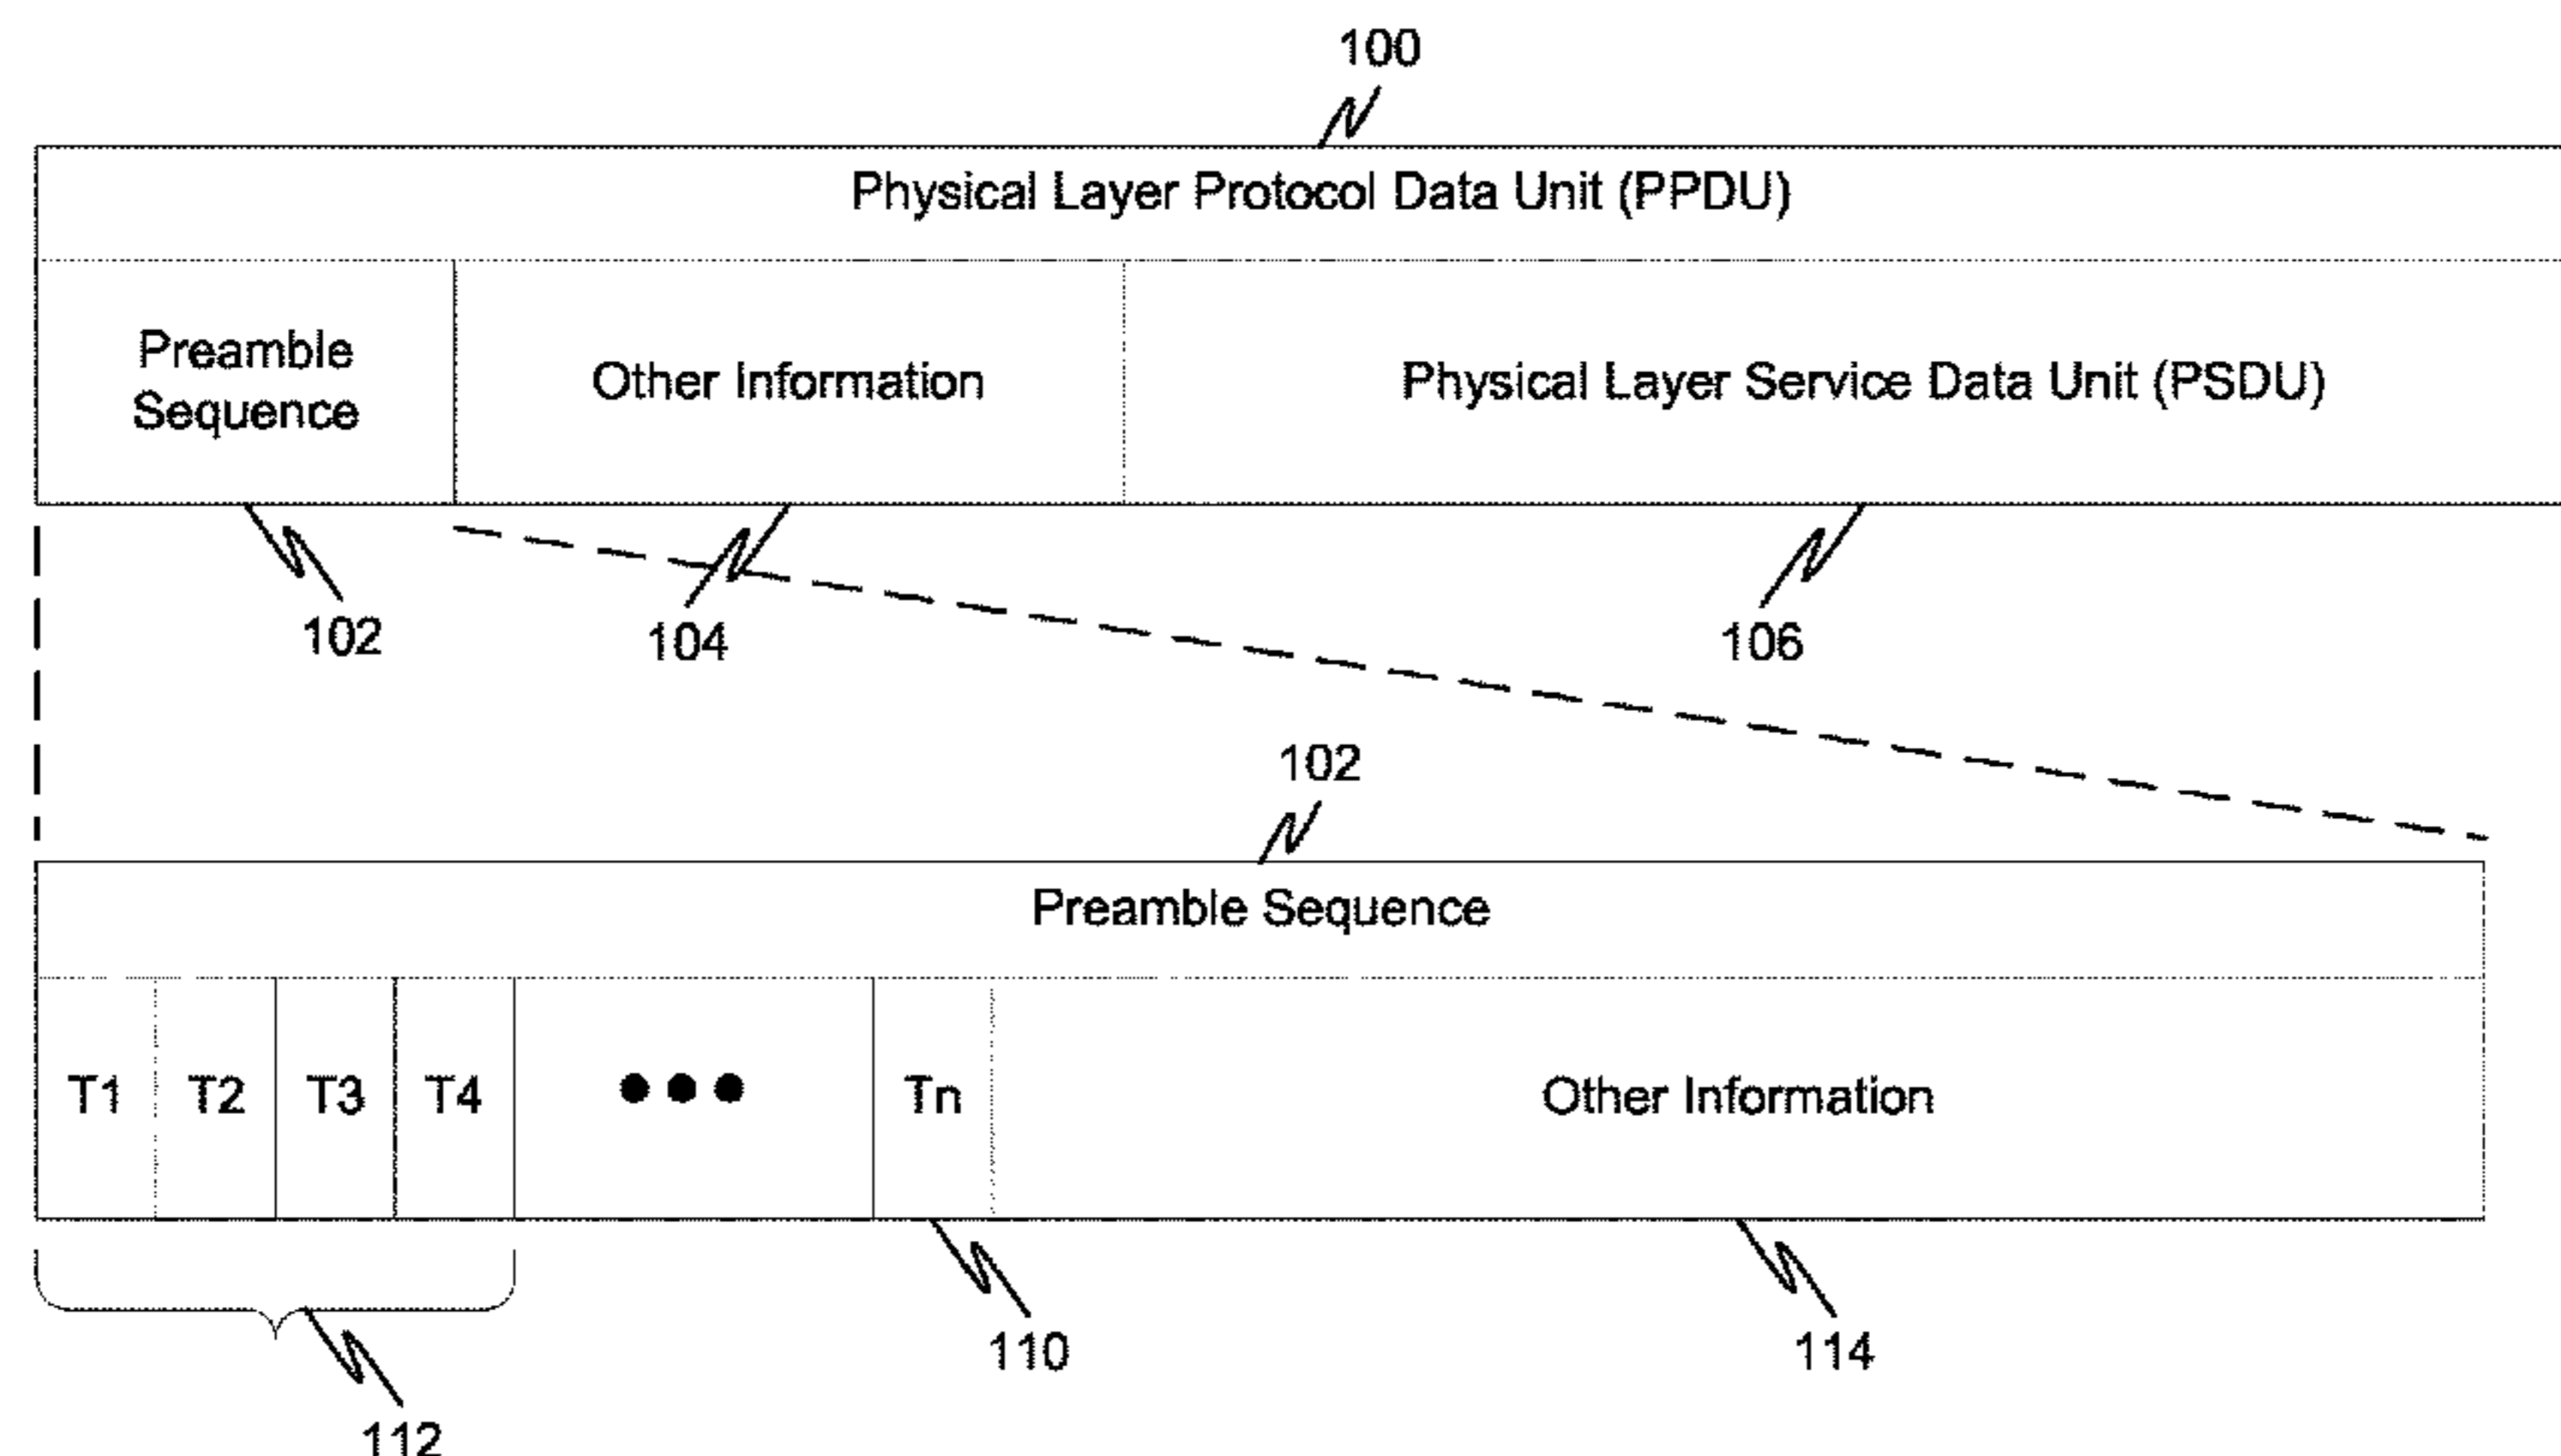 100
Physical Layer Protocol Data Unit (PPDU)
Preamble
Sequence
Other Information
Physical Layer Service Data Unit (PSDU)
102
104
106
102
Preamble Sequence
T1
T2
T3
T4
Tn
Other Information
110
114
112